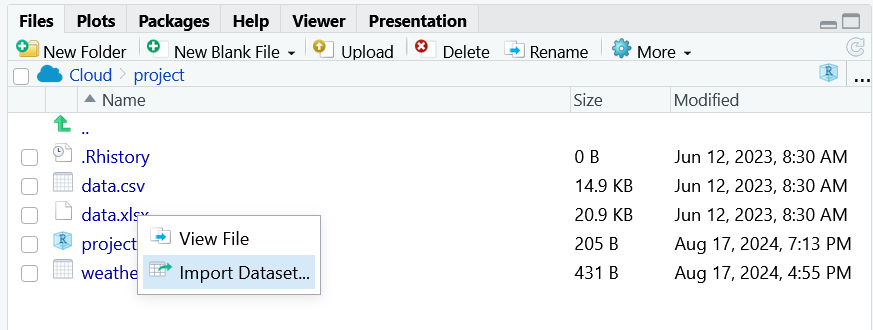 Files Plots Packages Help Viewer Presentation
New Folder New Blank File Upload Delete Rename More
Cloud project ...
Name Size Modified
..
.Rhistory 0 B Jun 12, 2023, 8:30 AM
data.csv 14.9 KB Jun 12, 2023, 8:30 AM
data.xlsx 20.9 KB Jun 12, 2023, 8:30 AM
View File
project 205 B Aug 17, 2024, 7:13 PM
Import Dataset...
weathe 431 B Aug 17, 2024, 4:55 PM